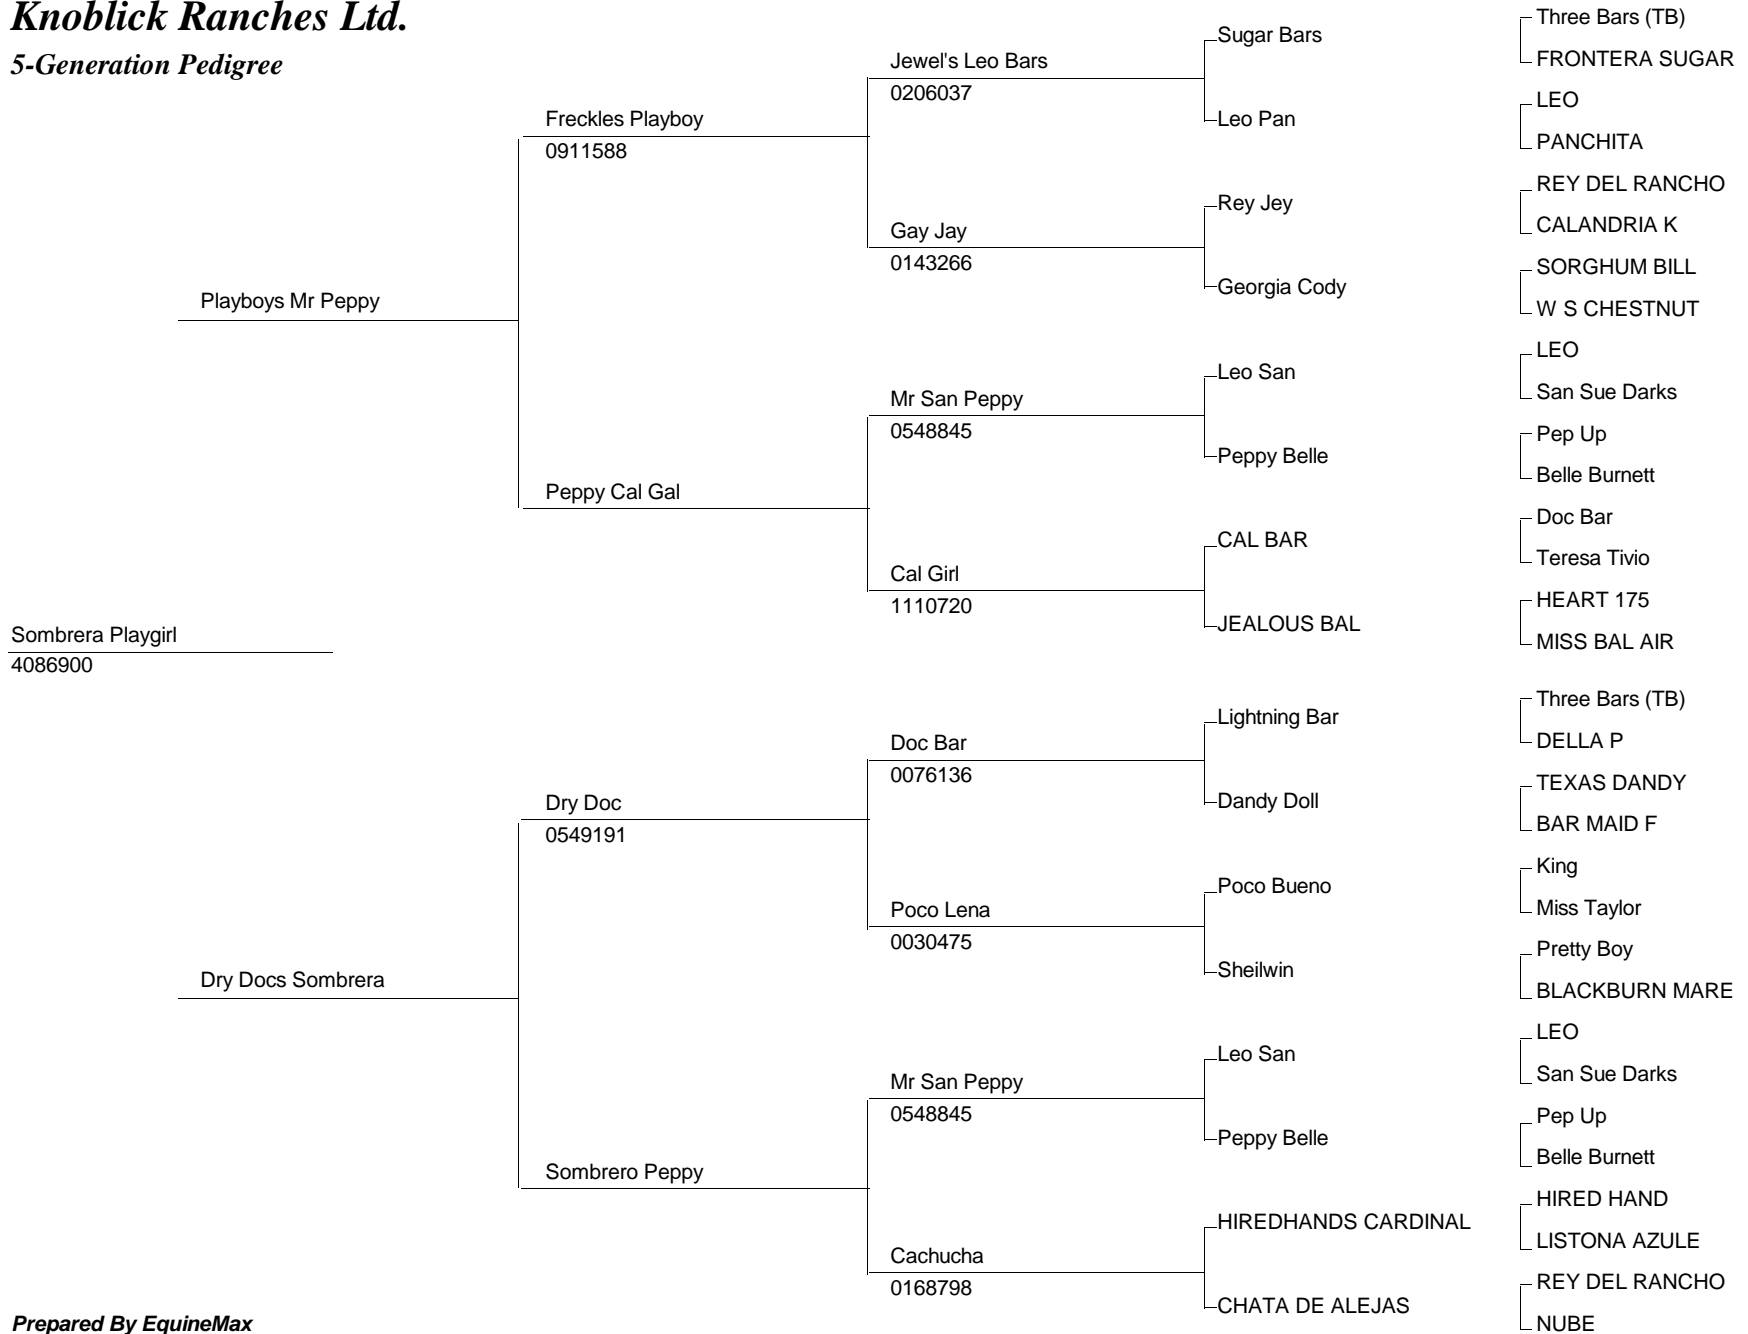 Knoblick Ranches Ltd.
5-Generation Pedigree
Sombrera Playgirl
4086900
Playboys Mr Peppy
Dry Docs Sombrera
Freckles Playboy
0911588
Peppy Cal Gal
Dry Doc
0549191
Sombrero Peppy
Jewel's Leo Bars
0206037
Gay Jay
0143266
Mr San Peppy
0548845
Cal Girl
1110720
Doc Bar
0076136
Poco Lena
0030475
Mr San Peppy
0548845
Cachucha
0168798
Sugar Bars
Leo Pan
Rey Jey
Georgia Cody
Leo San
Peppy Belle
CAL BAR
JEALOUS BAL
Lightning Bar
Dandy Doll
Poco Bueno
Sheilwin
Leo San
Peppy Belle
HIREDHANDS CARDINAL
CHATA DE ALEJAS
Three Bars (TB)
FRONTERA SUGAR
LEO
PANCHITA
REY DEL RANCHO
CALANDRIA K
SORGHUM BILL
W S CHESTNUT
LEO
San Sue Darks
Pep Up
Belle Burnett
Doc Bar
Teresa Tivio
HEART 175
MISS BAL AIR
Three Bars (TB)
DELLA P
TEXAS DANDY
BAR MAID F
King
Miss Taylor
Pretty Boy
BLACKBURN MARE
LEO
San Sue Darks
Pep Up
Belle Burnett
HIRED HAND
LISTONA AZULE
REY DEL RANCHO
NUBE
Prepared By EquineMax